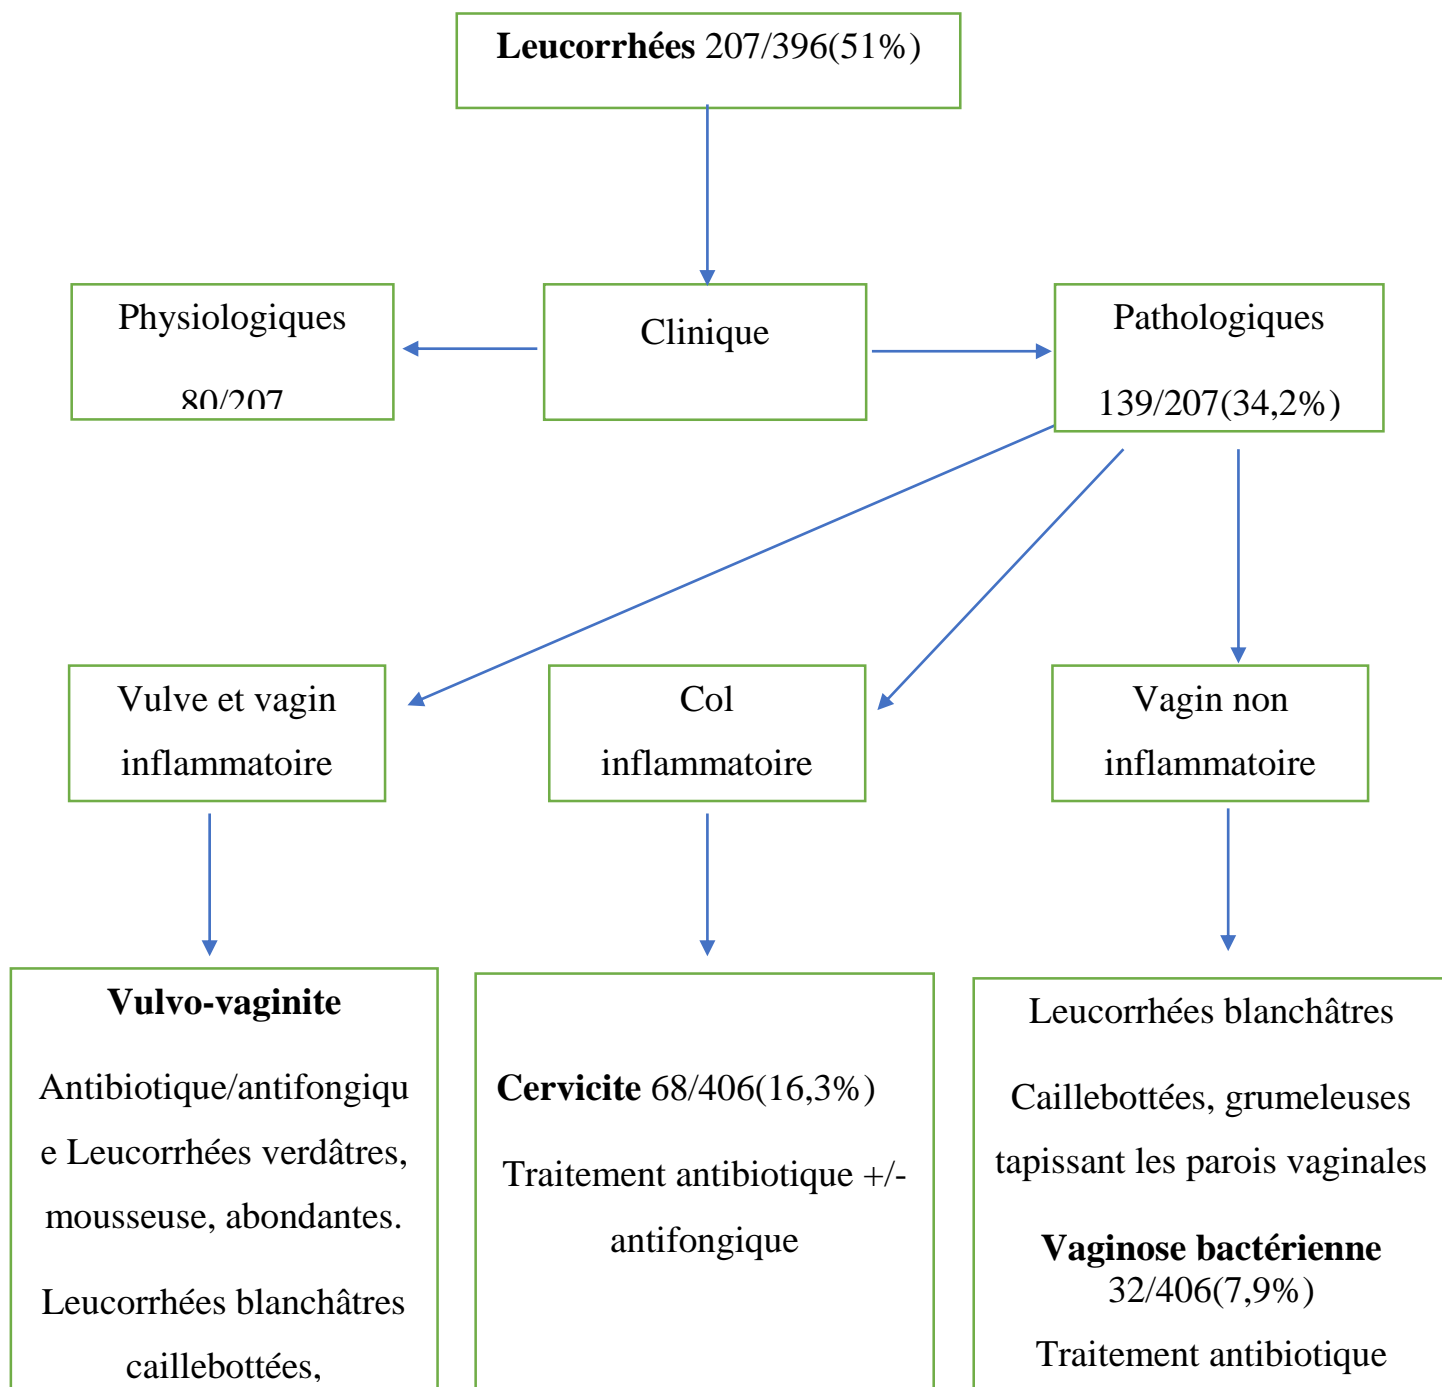 Leucorrhées 207/396(51%)
Physiologiques
80/207
Clinique
Pathologiques
139/207(34,2%)
Vulve et vagin
inflammatoire
Col
inflammatoire
Vagin non
inflammatoire
Vulvo-vaginite
Antibiotique/antifongiqu
e Leucorrhées verdâtres,
mousseuse, abondantes.
Leucorrhées blanchâtres
caillebottées,
Cervicite 68/406(16,3%)
Traitement antibiotique +/-
antifongique
Leucorrhées blanchâtres
Caillebottées, grumeleuses
tapissant les parois vaginales
Vaginose bactérienne
32/406(7,9%)
Traitement antibiotique